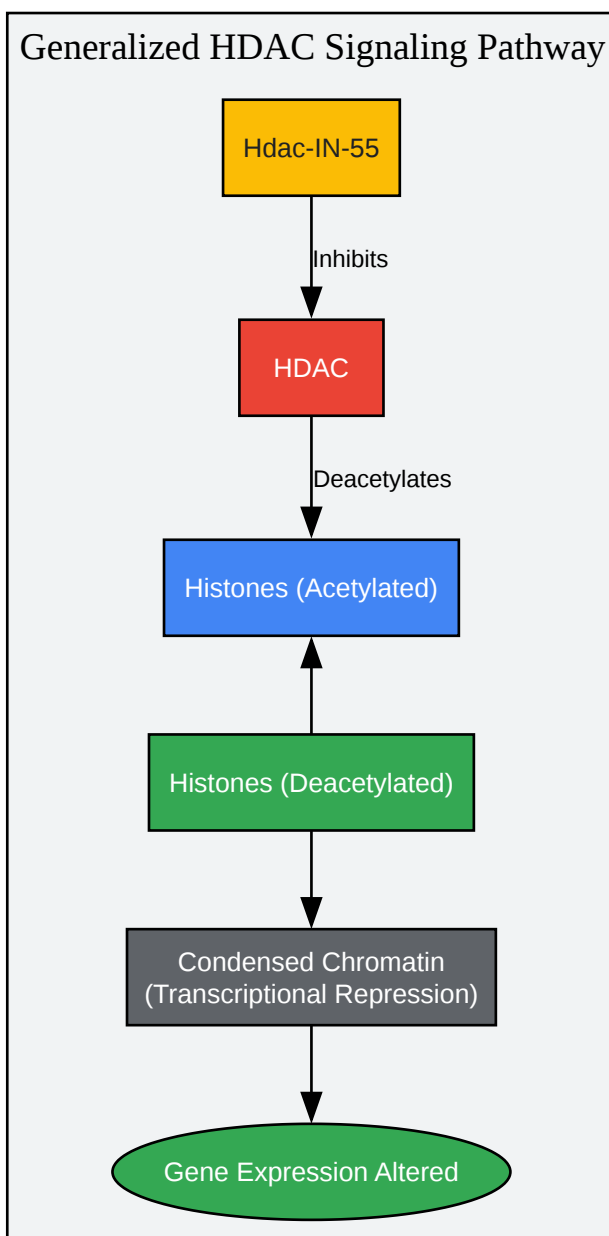 Generalized HDAC Signaling Pathway
Hdac-IN-55
Inhibits
HDAC
Deacetylates
Histones (Acetylated)
Histones (Deacetylated)
Condensed Chromatin
(Transcriptional Repression)
Gene Expression Altered